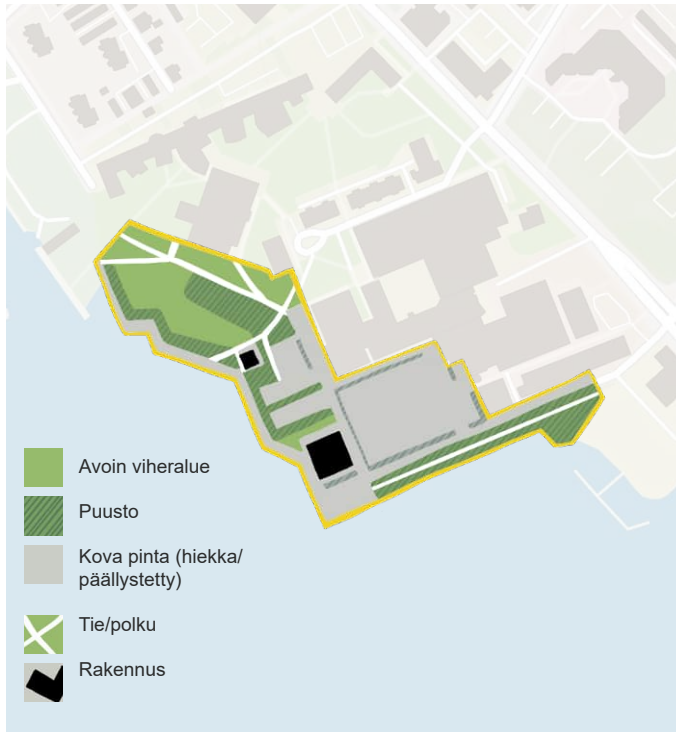 Avoin viheralue
Puusto
Kova pinta (hiekka/
päällystetty)
Tie/polku
Rakennus